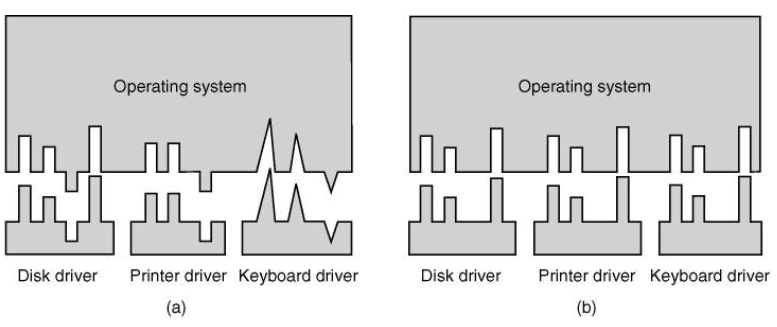 Operating system
Operating system
Disk driver Printer driver Keyboard driver
Disk driver Printer driver Keyboard driver
(a)
(b)